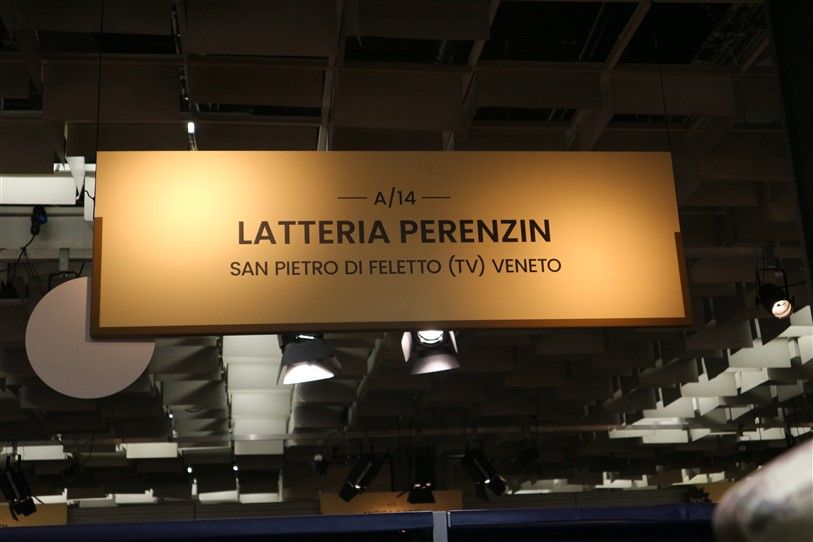 A/14
LATTERIA PERENZIN
SAN PIETRO DI FELETTO (TV) VENETO